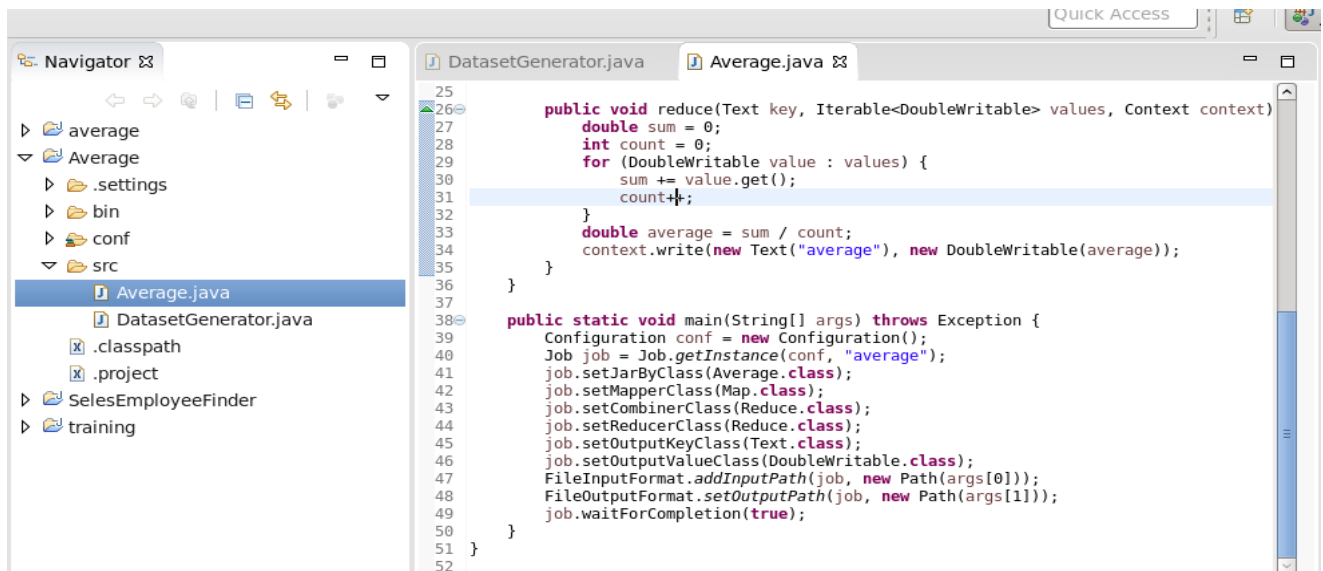 Quick Access
Navigator
average
Average
.settings
bin
conf
src
Average.java
DatasetGenerator.java
.classpath
.project
SelesEmployeeFinder
training
DatasetGenerator.java Average.java
25
26 public void reduce(Text key, Iterable<DoubleWritable> values, Context context)
27 double sum = 0;
28 int count = 0;
29 for (DoubleWritable value : values) {
30 sum += value.get();
31 count++;
32 }
33 double average = sum / count;
34 context.write(new Text("average"), new DoubleWritable(average));
35 }
36 }
37
38 public static void main(String[] args) throws Exception {
39 Configuration conf = new Configuration();
40 Job job = Job.getInstance(conf, "average");
41 job.setJarByClass(Average.class);
42 job.setMapperClass(Map.class);
43 job.setCombinerClass(Reduce.class);
44 job.setReducerClass(Reduce.class);
45 job.setOutputKeyClass(Text.class);
46 job.setOutputValueClass(DoubleWritable.class);
47 FileInputFormat.addInputPath(job, new Path(args[0]));
48 FileOutputFormat.setOutputPath(job, new Path(args[1]));
49 job.waitForCompletion(true);
50 }
51 }
52